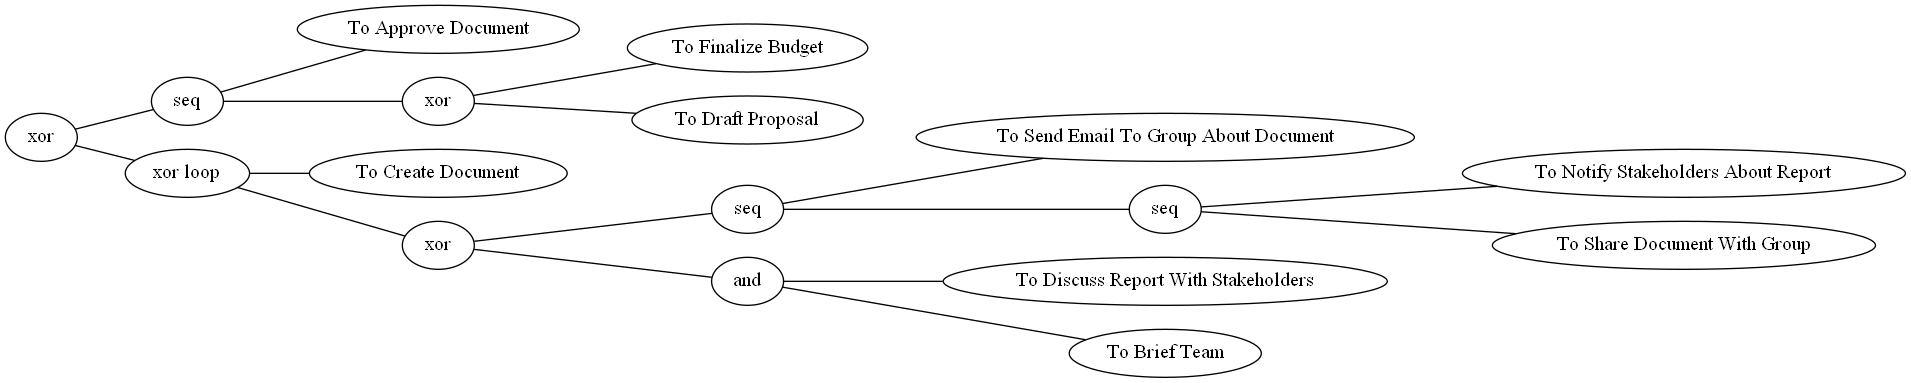 To Approve Document
To Finalize Budget
seq
xor
xor
To Draft Proposal
To Send Email To Group About Document
xor loop
To Create Document
To Notify Stakeholders About Report
seq
seq
xor
To Share Document With Group
and
To Discuss Report With Stakeholders
To Brief Team